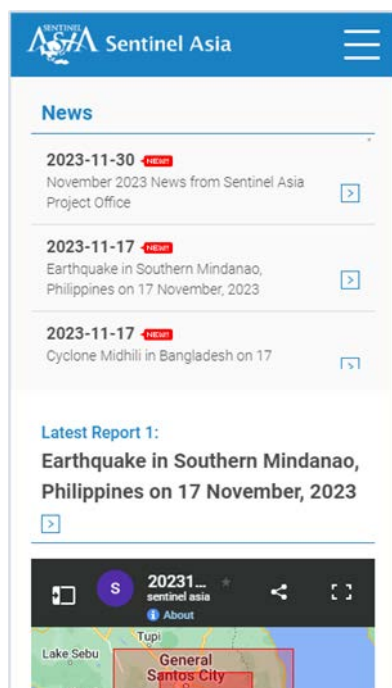 SENTINEL
ASIA
Sentinel Asia
News
2023-11-30 NEW!!
November 2023 News from Sentinel Asia
Project Office
2023-11-17 NEW!!
Earthquake in Southern Mindanao,
Philippines on 17 November, 2023
2023-11-17 NEW!!
Cyclone Midhili in Bangladesh on 17
Latest Report 1:
Earthquake in Southern Mindanao,
Philippines on 17 November, 2023
S
20231...
sentinel asia
About
Tupi
Lake Sebu
General
Santos City